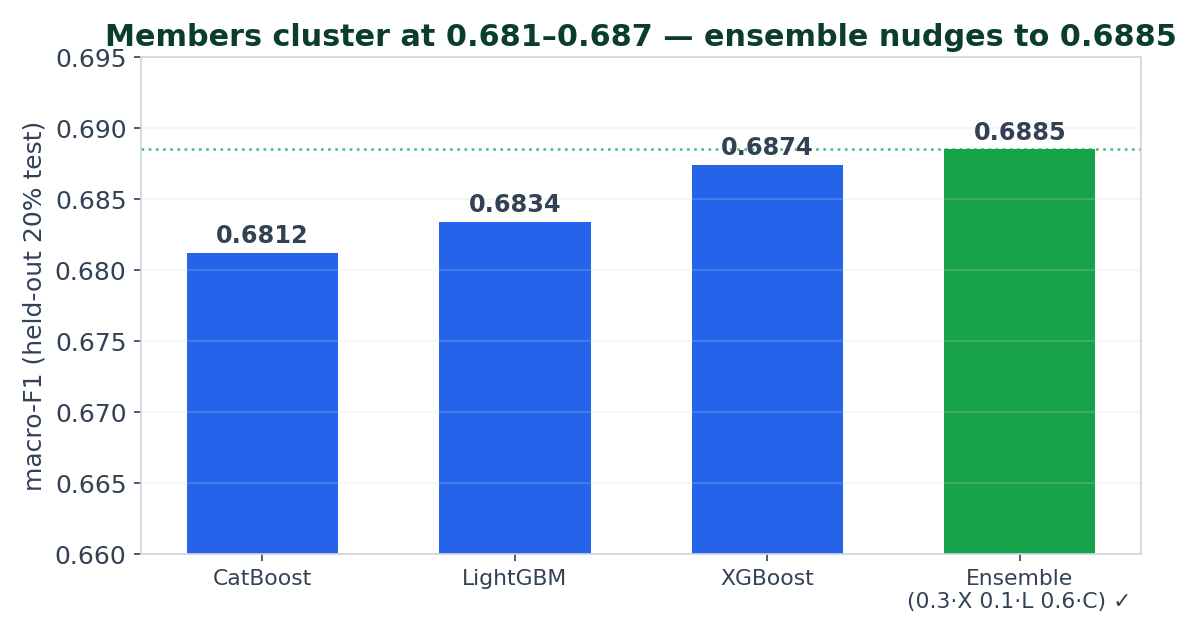 Members cluster at 0.681–0.687 — ensemble nudges to 0.6885
macro-F1 (held-out 20% test)
0.695
0.690
0.685
0.680
0.675
0.670
0.665
0.660
0.6812
0.6834
0.6874
0.6885
CatBoost
LightGBM
XGBoost
Ensemble
(0.3·X 0.1·L 0.6·C) ✓